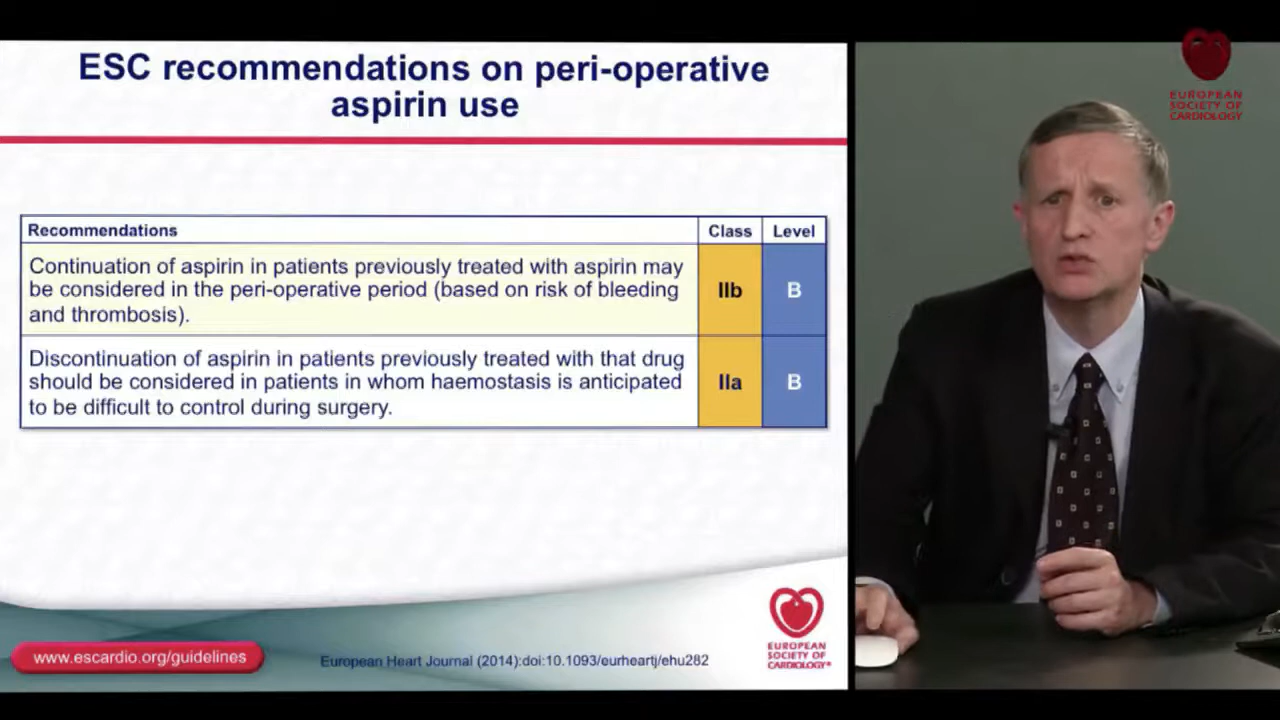 ESC recommendations on peri-operative
aspirin use
Recommendations Class Level
Continuation of aspirin in patients previously treated with aspirin may
be considered in the peri-operative period (based on risk of bleeding
and thrombosis).
IIb B
Discontinuation of aspirin in patients previously treated with that drug
should be considered in patients in whom haemostasis is anticipated
to be difficult to control during surgery.
IIa B
www.escardio.org/guidelines
European Heart Journal (2014):doi:10.1093/eurheartj/ehu282
EUROPEAN
SOCIETY OF
CARDIOLOGY®
EUROPEAN
SOCIETY OF
CARDIOLOGY